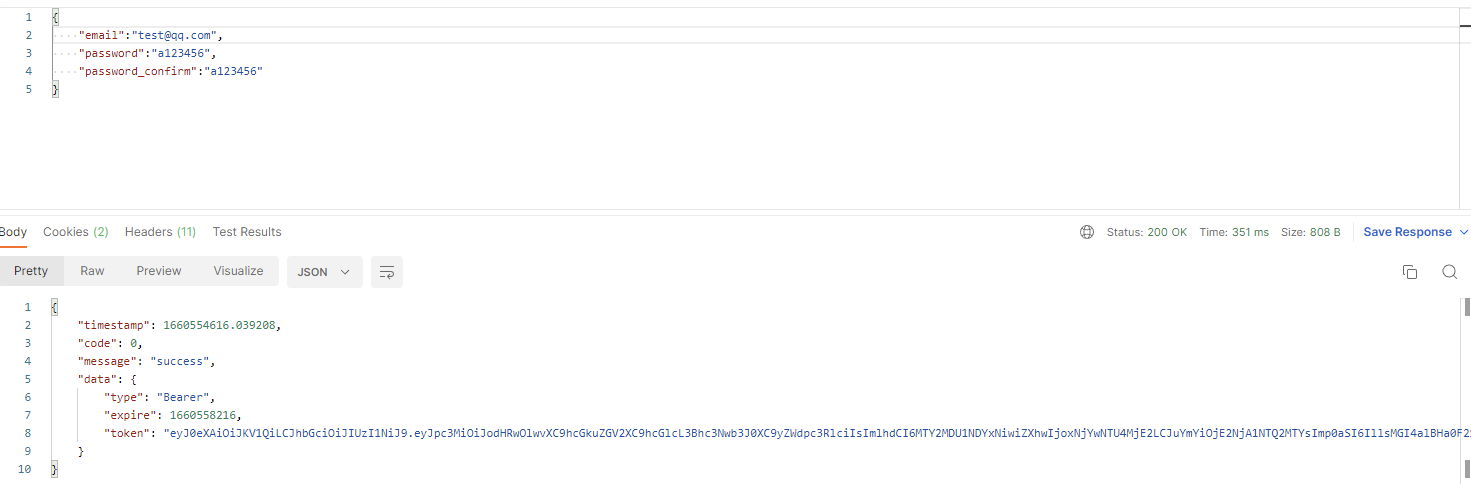 1 {
2 ····"email":"test@qq.com",
3 ····"password":"a123456",
4 ····"password_confirm":"a123456"
5 }
Body Cookies (2) Headers (11) Test Results Status: 200 OK Time: 351 ms Size: 808 B Save Response
Pretty Raw Preview Visualize JSON
1 {
2 "timestamp": 1660554616.039208,
3 "code": 0,
4 "message": "success",
5 "data": {
6 "type": "Bearer",
7 "expire": 1660558216,
8 "token": "eyJ0eXAiOiJKV1QiLCJhbGciOiJIUzI1NiJ9.eyJpc3MiOiJodHRwOlwvXC9hcGkuZGV2XC9hcGlcL3Bhc3Nwb3J0XC9yZWdpc3RlciIsImlhdCI6MTY2MDU1NDYxNiwiZXhwIjoxNjYwNTU4MjE2LCJuYmYiOjE2NjA1NTQ2MTYsImp0aSI6IllsMGI4alBHa0F2
9 }
10 }